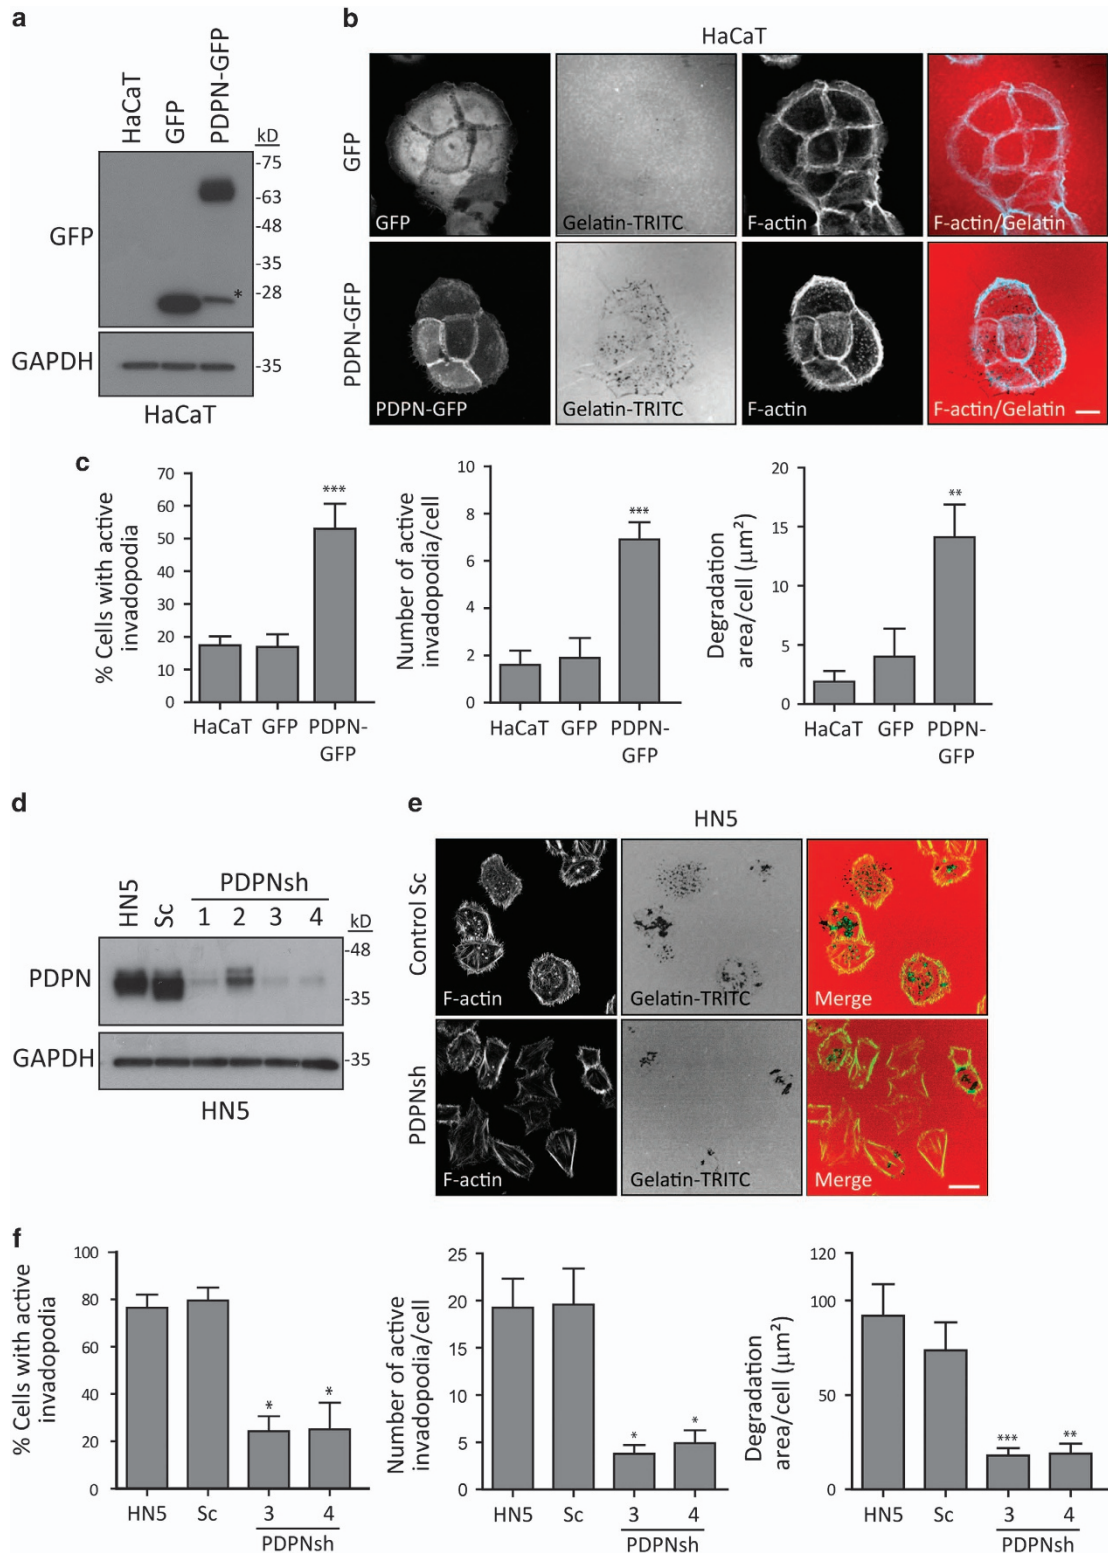 a
HaCaT
GFP
PDPN-GFP
kD
-75
-63
-48
-35
-28
*
GFP
GAPDH
-35
HaCaT
b
HaCaT
GFP
GFP
Gelatin-TRITC
F-actin
F-actin/Gelatin
PDPN-GFP
PDPN-GFP
Gelatin-TRITC
F-actin
F-actin/Gelatin
c
% Cells with active
invadopodia
70
60
50
40
30
20
10
0
***
HaCaT GFP PDPN-
GFP
Number of active
invadopodia/cell
10
8
6
4
2
0
***
HaCaT GFP PDPN-
GFP
Degradation
area/cell (µm²)
20
15
10
5
0
**
HaCaT GFP PDPN-
GFP
d
HN5
Sc
PDPNsh
1 2 3 4
kD
-48
PDPN
-35
GAPDH
-35
HN5
e
HN5
Control Sc
F-actin
Gelatin-TRITC
Merge
PDPNsh
F-actin
Gelatin-TRITC
Merge
f
% Cells with active
invadopodia
100
80
60
40
20
0
* *
HN5 Sc 3 4
PDPNsh
Number of active
invadopodia/cell
25
20
15
10
5
0
* *
HN5 Sc 3 4
PDPNsh
Degradation
area/cell (µm²)
120
100
50
0
*** **
HN5 Sc 3 4
PDPNsh